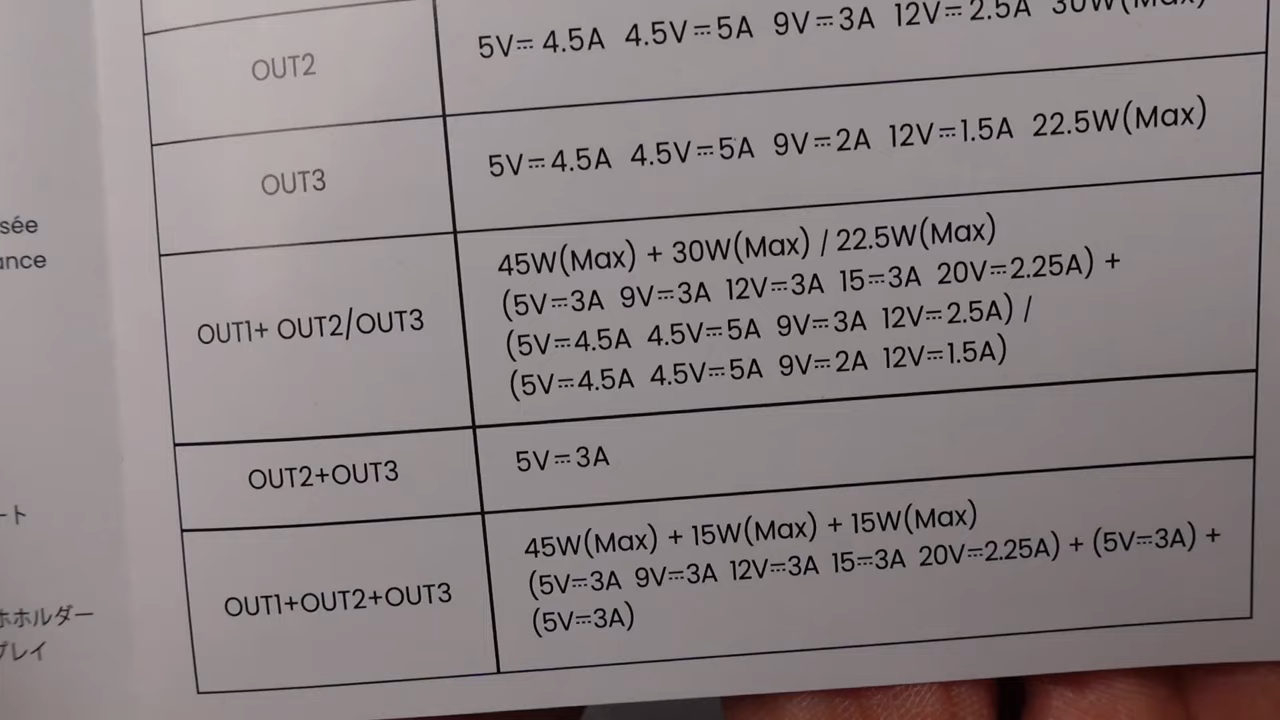 sée
ance
ート
ホホルダー
プレイ
OUT2
5V⎓4.5A 4.5V⎓5A 9V⎓3A 12V⎓2.5A 30W(Max)
OUT3
5V⎓4.5A 4.5V⎓5A 9V⎓2A 12V⎓1.5A 22.5W(Max)
OUT1+ OUT2/OUT3
45W(Max) + 30W(Max) / 22.5W(Max)
(5V⎓3A 9V⎓3A 12V⎓3A 15⎓3A 20V⎓2.25A) +
(5V⎓4.5A 4.5V⎓5A 9V⎓3A 12V⎓2.5A) /
(5V⎓4.5A 4.5V⎓5A 9V⎓2A 12V⎓1.5A)
OUT2+OUT3
5V⎓3A
OUT1+OUT2+OUT3
45W(Max) + 15W(Max) + 15W(Max)
(5V⎓3A 9V⎓3A 12V⎓3A 15⎓3A 20V⎓2.25A) + (5V⎓3A) +
(5V⎓3A)